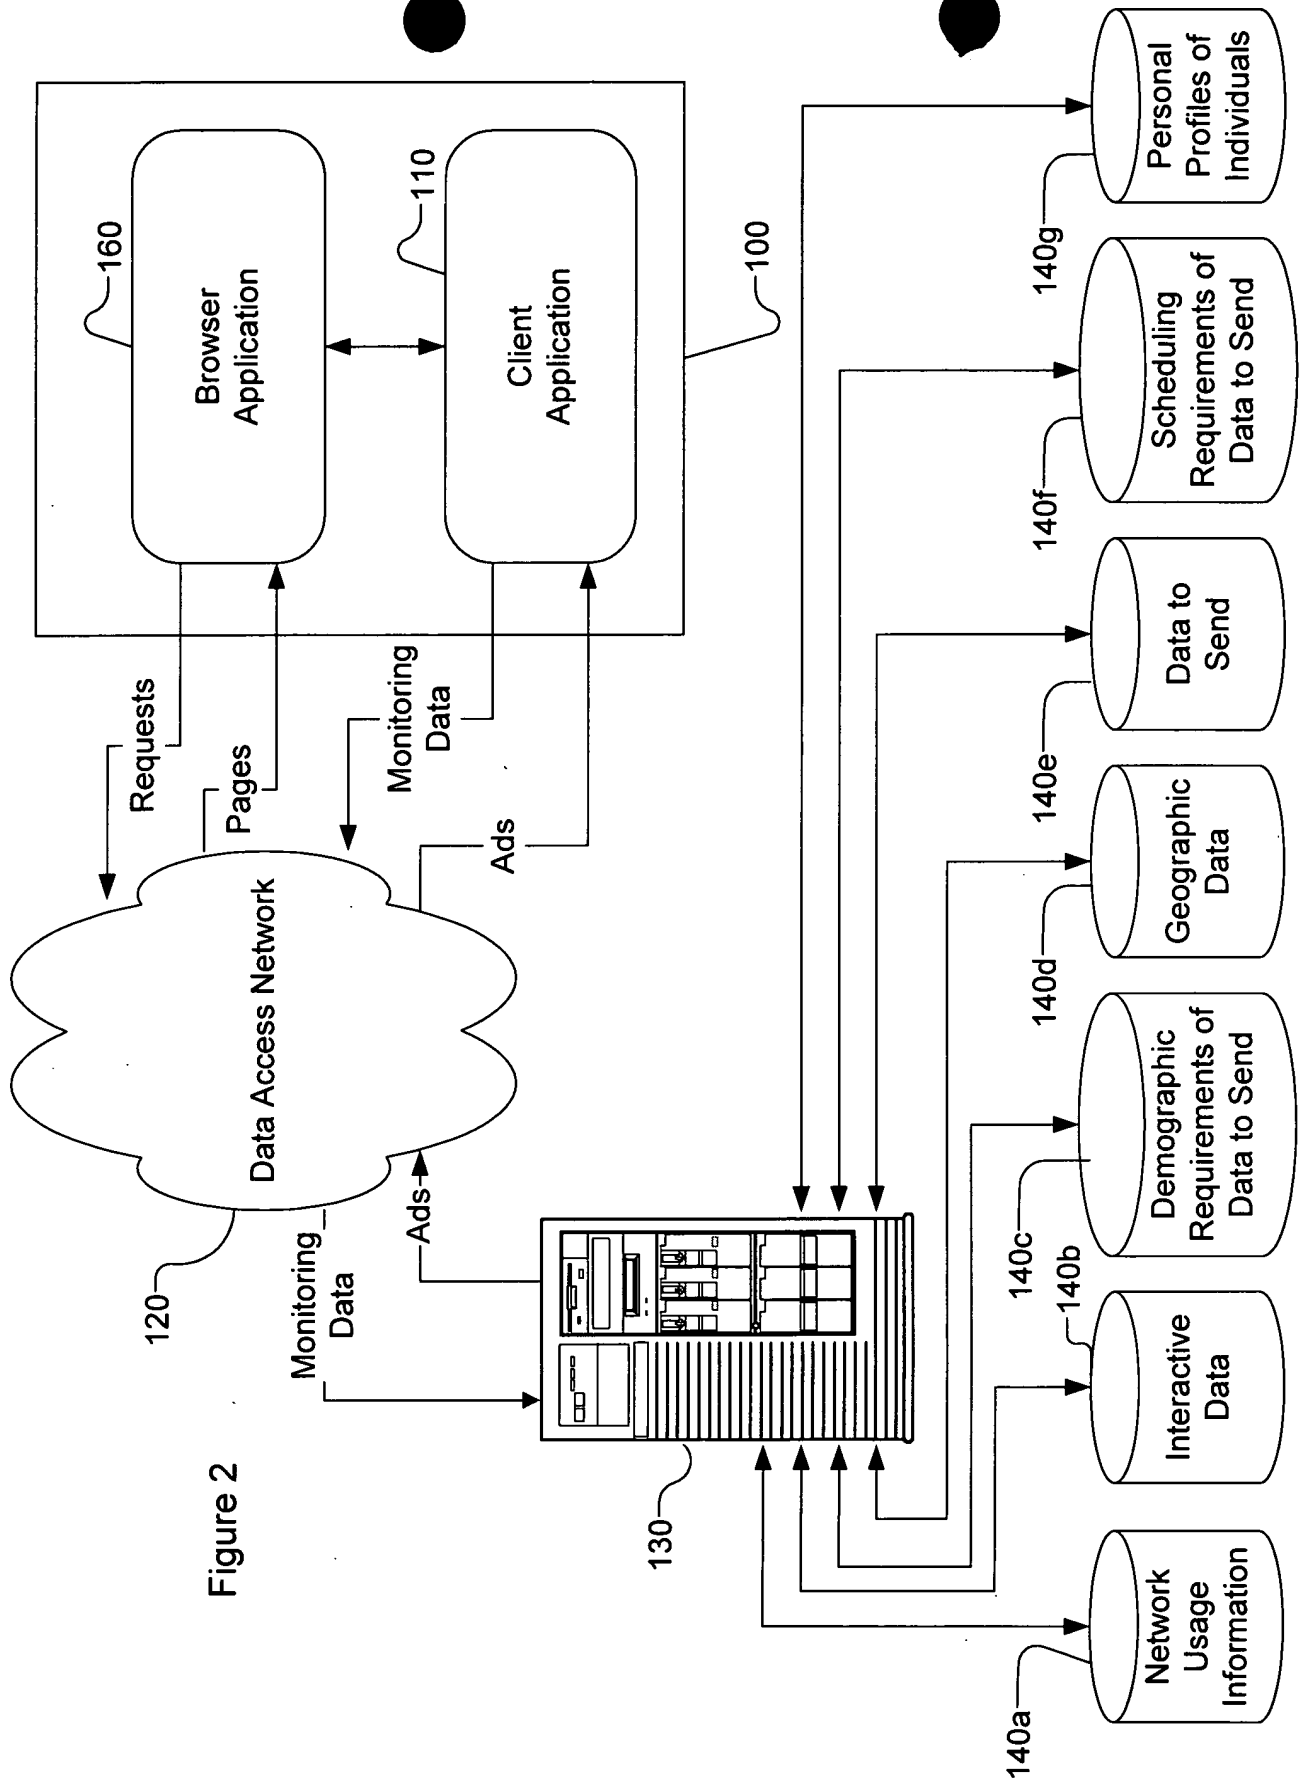 Figure 2
120
Data Access Network
Requests
Pages
Monitoring
Data
Ads
160
Browser
Application
110
Client
Application
100
Monitoring
Data
Ads
130
140a
Network
Usage
Information
140b
Interactive
Data
140c
Demographic
Requirements of
Data to Send
140d
Geographic
Data
140e
Data to
Send
140f
Scheduling
Requirements of
Data to Send
140g
Personal
Profiles of
Individuals